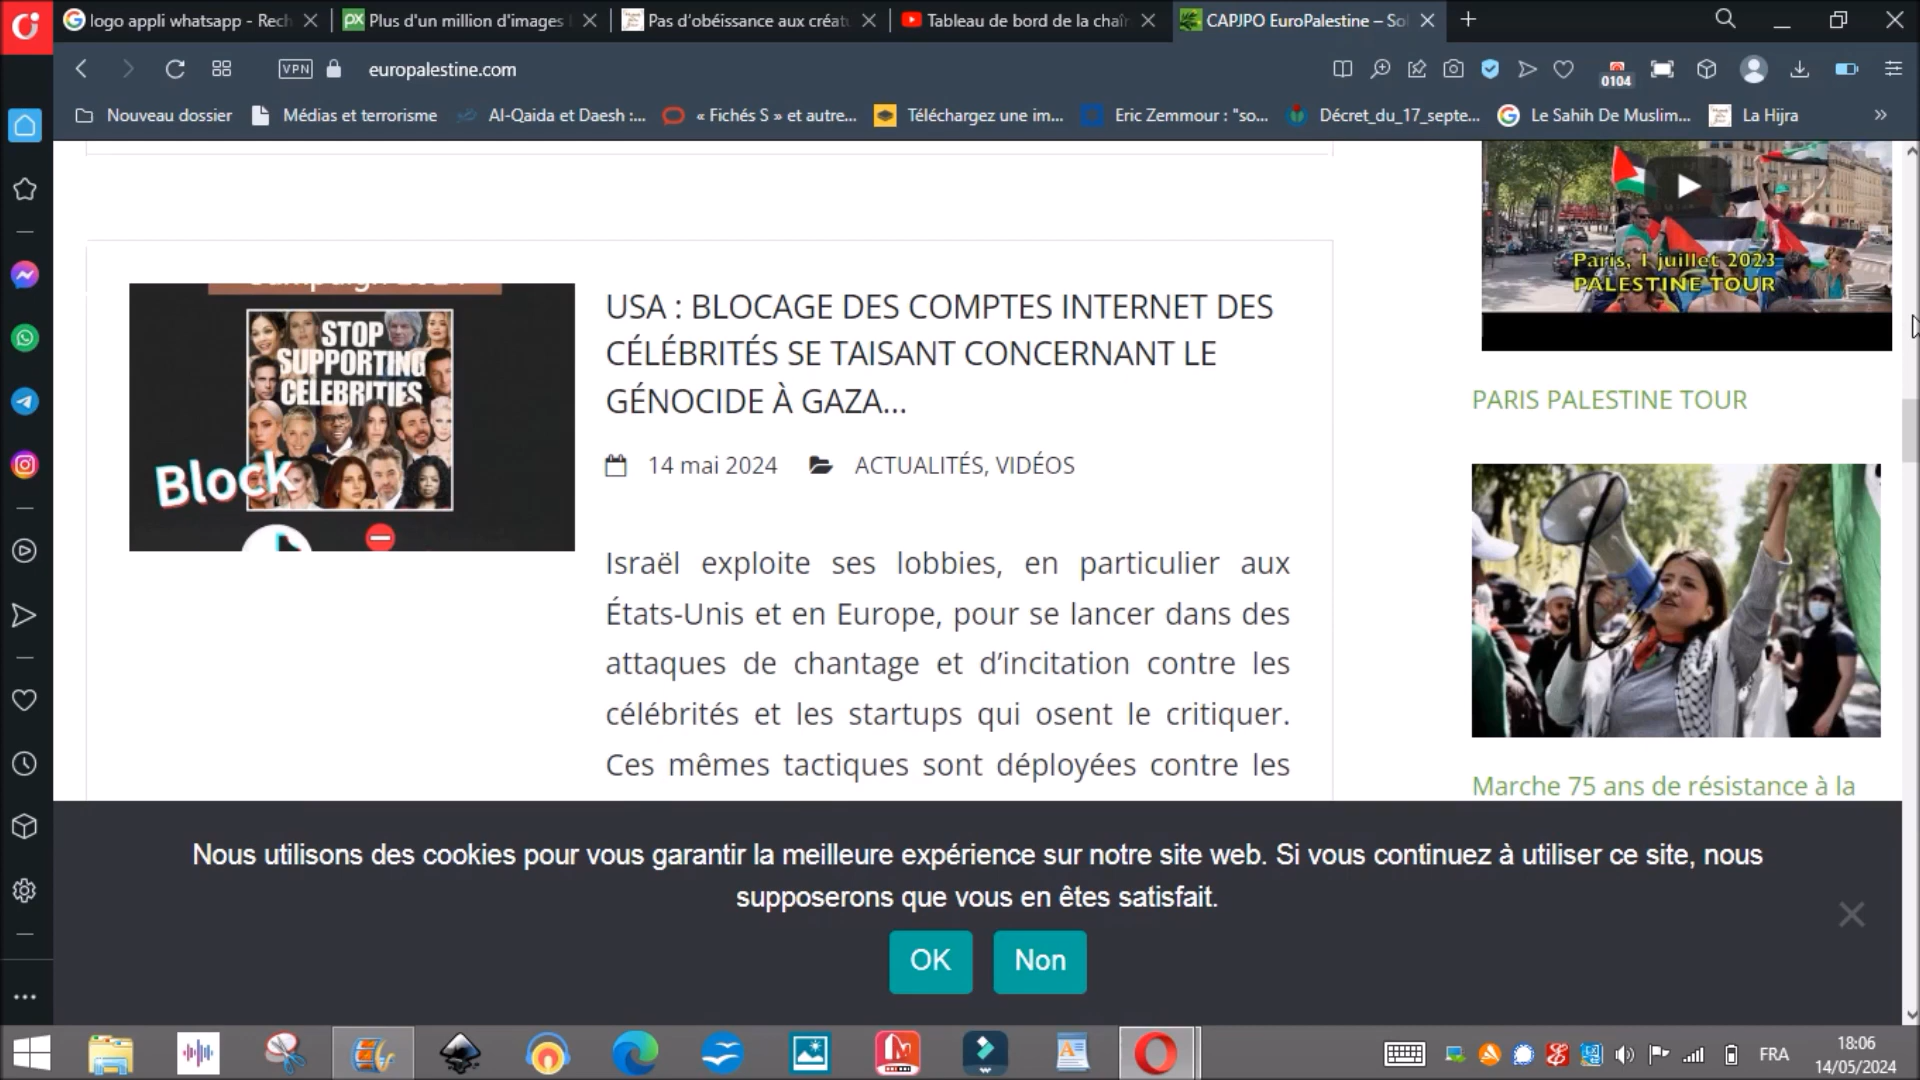 logo appli whatsapp - Rech
Plus d'un million d'images
Pas d'obéissance aux créatu
Tableau de bord de la chaîn
CAPJPO EuroPalestine – Sol
VPN
europalestine.com
0104
Nouveau dossier
Médias et terrorisme
Al-Qaida et Daesh :...
« Fichés S » et autre...
Téléchargez une im...
Eric Zemmour : "so...
Décret_du_17_septe...
Le Sahih De Muslim...
La Hijra
STOP
SUPPORTING
CELEBRITIES
Block
USA : BLOCAGE DES COMPTES INTERNET DES
CÉLÉBRITÉS SE TAISANT CONCERNANT LE
GÉNOCIDE À GAZA...
14 mai 2024
ACTUALITÉS, VIDÉOS
Israël exploite ses lobbies, en particulier aux
États-Unis et en Europe, pour se lancer dans des
attaques de chantage et d'incitation contre les
célébrités et les startups qui osent le critiquer.
Ces mêmes tactiques sont déployées contre les
Paris, 1 juillet 2023
PALESTINE TOUR
PARIS PALESTINE TOUR
Marche 75 ans de résistance à la
Nous utilisons des cookies pour vous garantir la meilleure expérience sur notre site web. Si vous continuez à utiliser ce site, nous
supposerons que vous en êtes satisfait.
OK
Non
FRA
18:06
14/05/2024